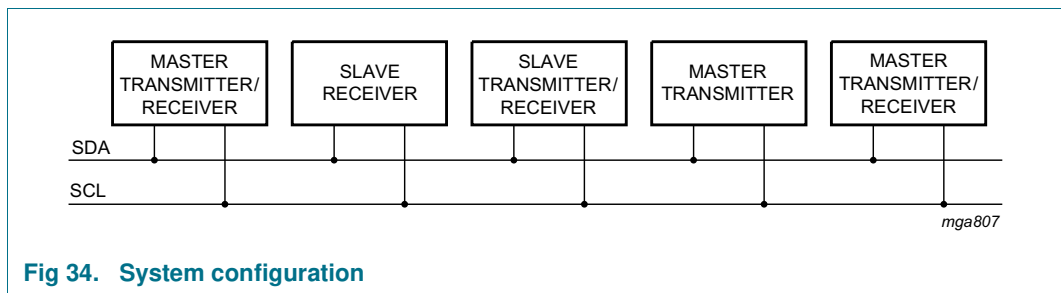 MASTER
TRANSMITTER/
RECEIVER
SLAVE
RECEIVER
SLAVE
TRANSMITTER/
RECEIVER
MASTER
TRANSMITTER
MASTER
TRANSMITTER/
RECEIVER
SDA
SCL
mga807
Fig 34. System configuration